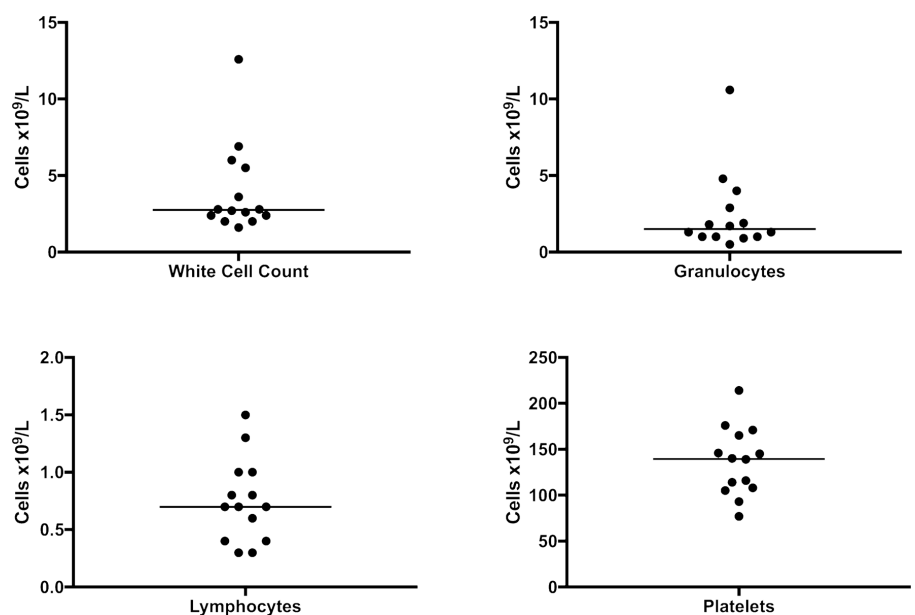 15
10
5
0
Cells x10⁹/L
White Cell Count
15
10
5
0
Cells x10⁹/L
Granulocytes
2.0
1.5
1.0
0.5
0.0
Cells x10⁹/L
Lymphocytes
250
200
150
100
50
0
Cells x10⁹/L
Platelets